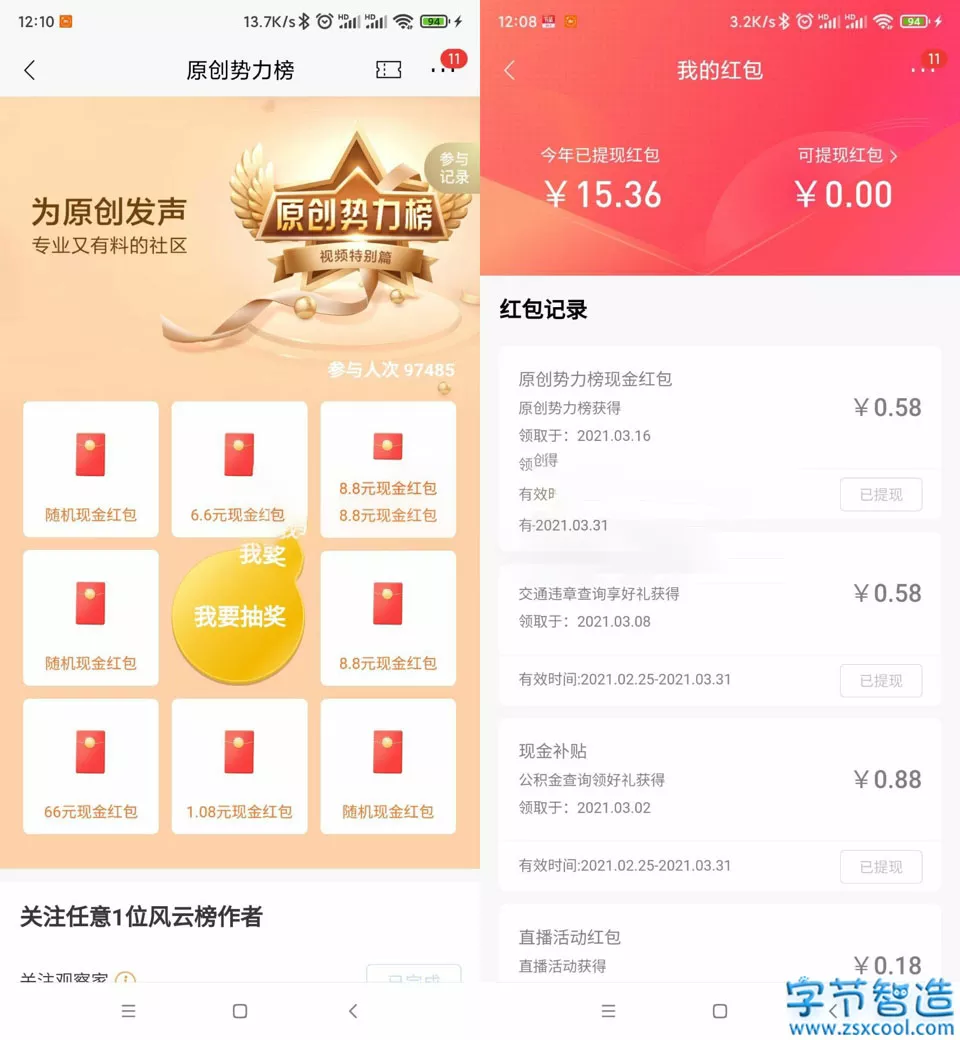 12:10
13.7K/s
HD
HD
94
原创势力榜
11
为原创发声
专业又有料的社区
参与
记录
原创势力榜
视频特别篇
参与人次 97485
随机现金红包
6.6元现金红包
8.8元现金红包
8.8元现金红包
我奖
随机现金红包
我要抽奖
8.8元现金红包
66元现金红包
1.08元现金红包
随机现金红包
关注任意1位风云榜作者
关注观察家
已完成
12:08
3.2K/s
HD
HD
94
我的红包
11
今年已提现红包
¥15.36
可提现红包
¥0.00
红包记录
原创势力榜现金红包
原创势力榜获得
领取于：2021.03.16
¥0.58
领创得
有效时
已提现
有-2021.03.31
交通违章查询享好礼获得
领取于：2021.03.08
¥0.58
有效时间:2021.02.25-2021.03.31
已提现
现金补贴
公积金查询领好礼获得
领取于：2021.03.02
¥0.88
有效时间:2021.02.25-2021.03.31
已提现
直播活动红包
直播活动获得
¥0.18
字节智造
www.zsxcool.com